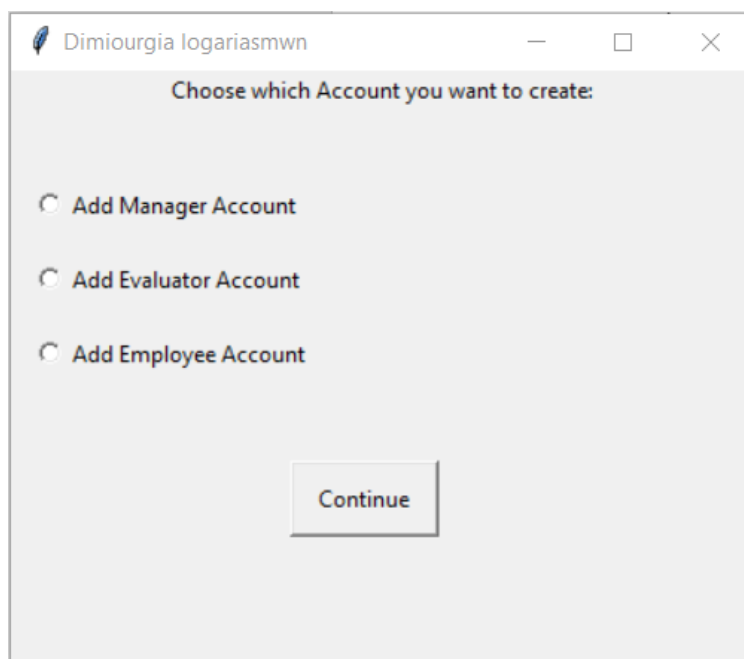 Dimiourgia logariasmwn
Choose which Account you want to create:
Add Manager Account
Add Evaluator Account
Add Employee Account
Continue